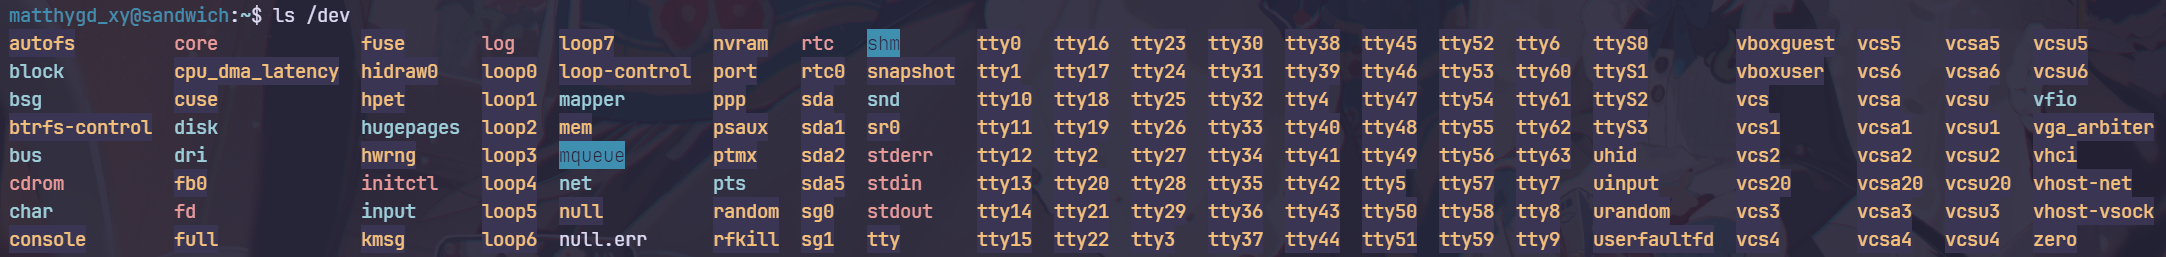 matthygd_xy@sandwich:~$ ls /dev
autofs core fuse log loop7 nvram rtc shm tty0 tty16 tty23 tty30 tty38 tty45 tty52 tty6 ttyS0 vboxguest vcs5 vcsa5 vcsu5
block cpu_dma_latency hidraw0 loop0 loop-control port rtc0 snapshot tty1 tty17 tty24 tty31 tty39 tty46 tty53 tty60 ttyS1 vboxuser vcs6 vcsa6 vcsu6
bsg cuse hpet loop1 mapper ppp sda snd tty10 tty18 tty25 tty32 tty4 tty47 tty54 tty61 ttyS2 vcs vcsa vcsu vfio
btrfs-control disk hugepages loop2 mem psaux sda1 sr0 tty11 tty19 tty26 tty33 tty40 tty48 tty55 tty62 ttyS3 vcs1 vcsa1 vcsu1 vga_arbiter
bus dri hwrng loop3 mqueue ptmx sda2 stderr tty12 tty2 tty27 tty34 tty41 tty49 tty56 tty63 uhid vcs2 vcsa2 vcsu2 vhci
cdrom fb0 initctl loop4 net pts sda5 stdin tty13 tty20 tty28 tty35 tty42 tty5 tty57 tty7 uinput vcs20 vcsa20 vcsu20 vhost-net
char fd input loop5 null random sg0 stdout tty14 tty21 tty29 tty36 tty43 tty50 tty58 tty8 urandom vcs3 vcsa3 vcsu3 vhost-vsock
console full kmsg loop6 null.err rfkill sg1 tty tty15 tty22 tty3 tty37 tty44 tty51 tty59 tty9 userfaultfd vcs4 vcsa4 vcsu4 zero